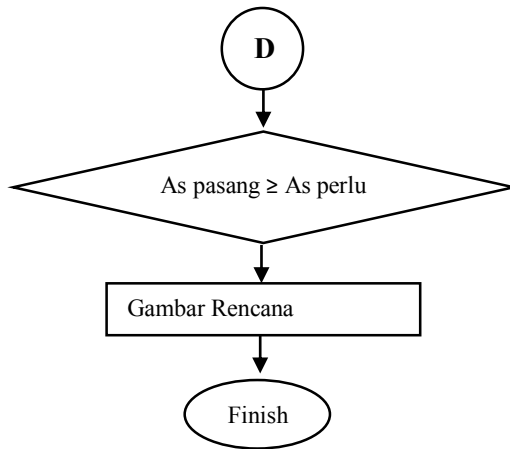 D
As pasang ≥ As perlu
Gambar Rencana
Finish